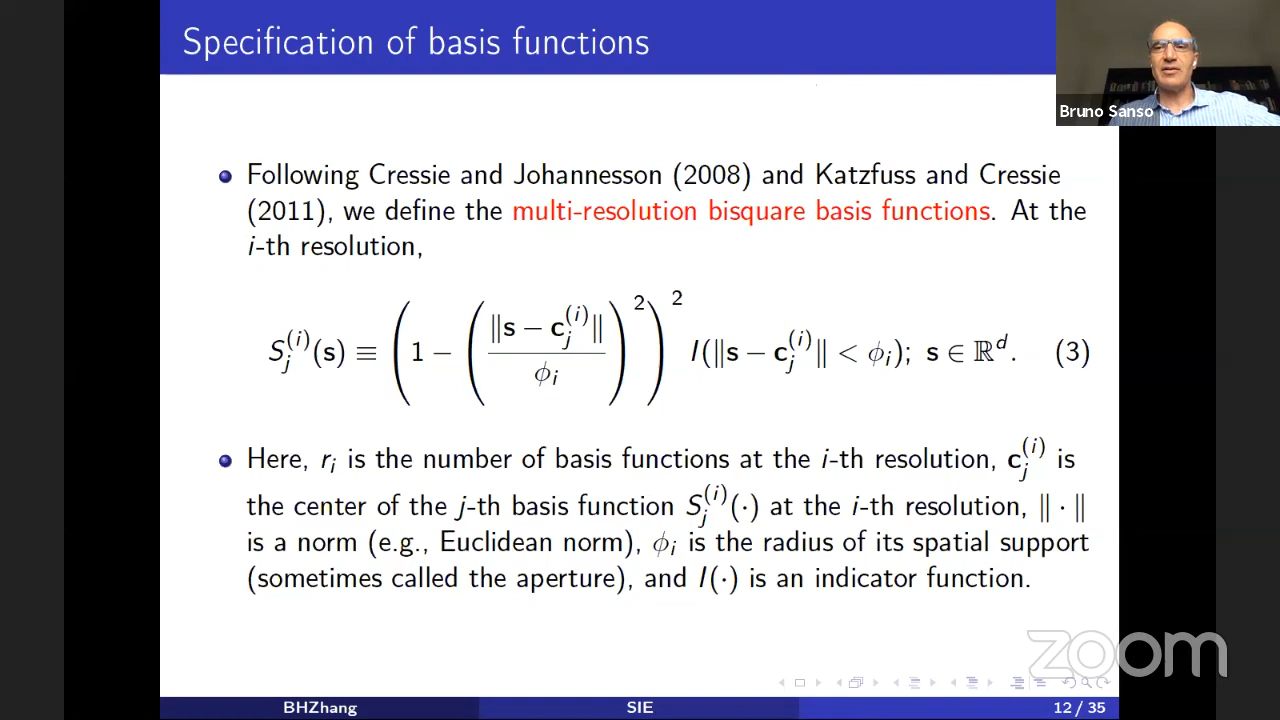 Specification of basis functions
Bruno Sanso
Following Cressie and Johannesson (2008) and Katzfuss and Cressie
(2011), we define the multi-resolution bisquare basis functions. At the
i-th resolution,
S_j^{(i)}(s) ≡ (1 − (‖s − c_j^{(i)}‖ / ϕ_i)^2)^2 I(‖s − c_j^{(i)}‖ < ϕ_i); s ∈ ℝ^d. (3)
Here, r_i is the number of basis functions at the i-th resolution, c_j^{(i)} is
the center of the j-th basis function S_j^{(i)}(·) at the i-th resolution, ‖ · ‖
is a norm (e.g., Euclidean norm), ϕ_i is the radius of its spatial support
(sometimes called the aperture), and I(·) is an indicator function.
zoom
BHZhang SIE 12 / 35